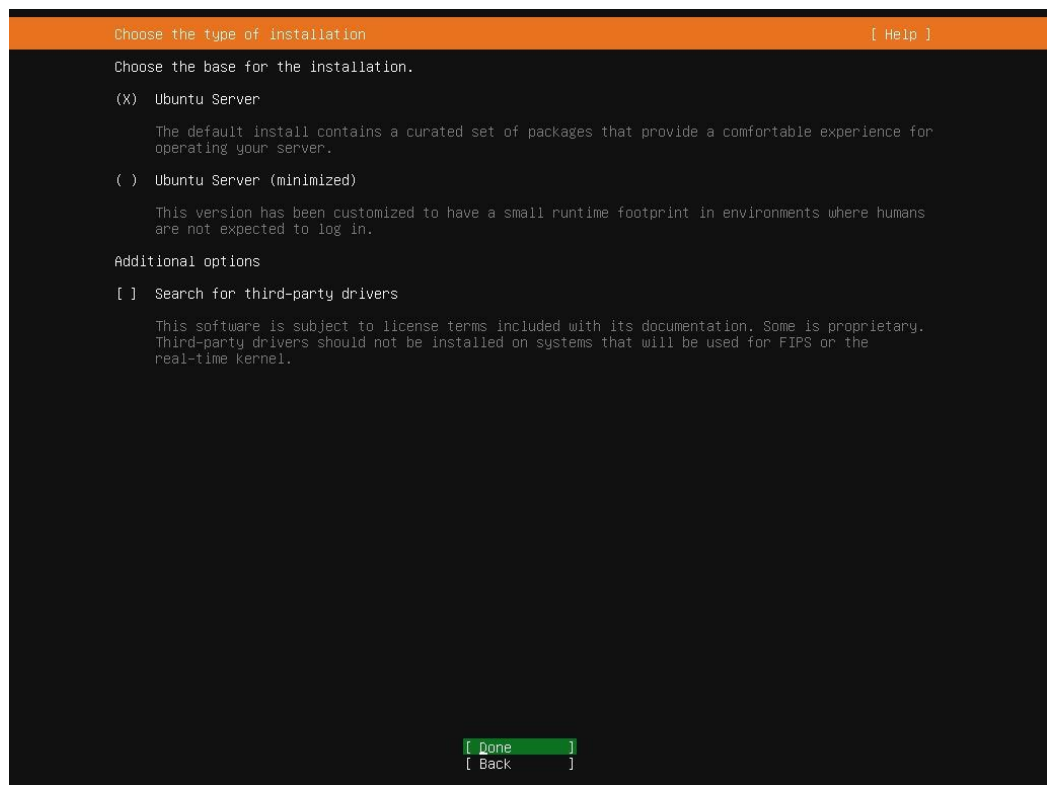 Choose the type of installation [ Help ]
Choose the base for the installation.
(X) Ubuntu Server
The default install contains a curated set of packages that provide a comfortable experience for
operating your server.
( ) Ubuntu Server (minimized)
This version has been customized to have a small runtime footprint in environments where humans
are not expected to log in.
Additional options
[ ] Search for third-party drivers
This software is subject to license terms included with its documentation. Some is proprietary.
Third-party drivers should not be installed on systems that will be used for FIPS or the
real-time kernel.
[ Done ]
[ Back ]